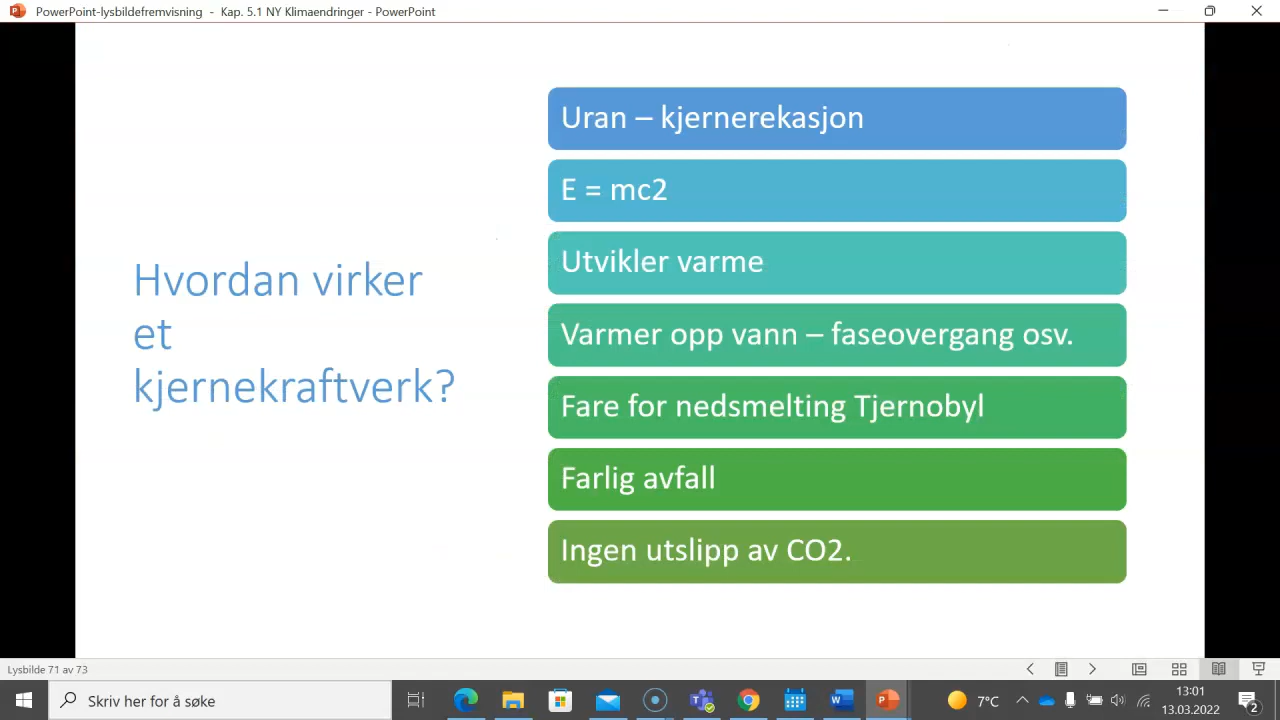 PowerPoint-lysbildefremvisning - Kap. 5.1 NY Klimaendringer - PowerPoint
Hvordan virker
et
kjernekraftverk?
Uran – kjernerekasjon
E = mc2
Utvikler varme
Varmer opp vann – faseovergang osv.
Fare for nedsmelting Tjernobyl
Farlig avfall
Ingen utslipp av CO2.
Lysbilde 71 av 73
Skriv her for å søke
7°C
13:01
13.03.2022
2